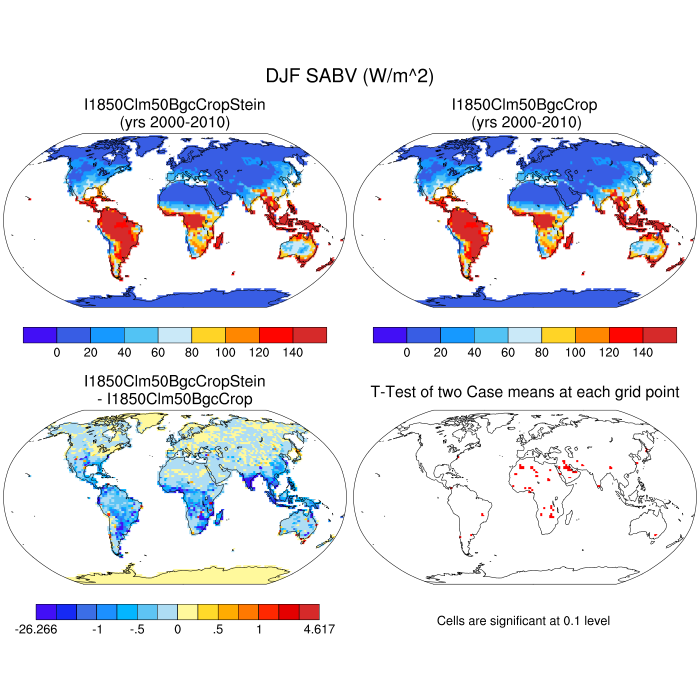 DJF SABV (W/m^2)
I1850Clm50BgcCropStein
(yrs 2000-2010)
I1850Clm50BgcCrop
(yrs 2000-2010)
0 20 40 60 80 100 120 140
0 20 40 60 80 100 120 140
I1850Clm50BgcCropStein
- I1850Clm50BgcCrop
T-Test of two Case means at each grid point
-26.266 -1 -.5 0 .5 1 4.617
Cells are significant at 0.1 level